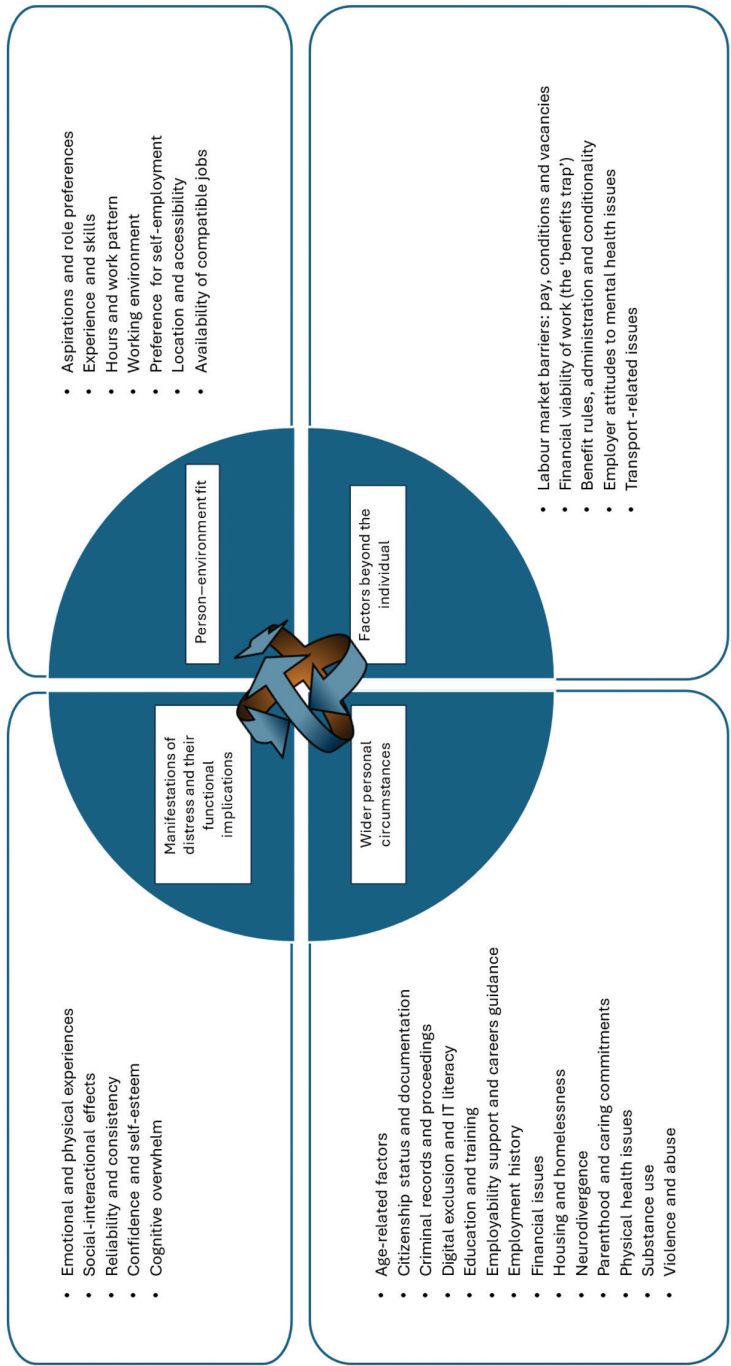 Emotional and physical experiences
Social-interactional effects
Reliability and consistency
Confidence and self-esteem
Cognitive overwhelm
Manifestations of
distress and their
functional
implications
Person–environment fit
Aspirations and role preferences
Experience and skills
Hours and work pattern
Working environment
Preference for self-employment
Location and accessibility
Availability of compatible jobs
Age-related factors
Citizenship status and documentation
Criminal records and proceedings
Digital exclusion and IT literacy
Education and training
Employability support and careers guidance
Employment history
Financial issues
Housing and homelessness
Neurodivergence
Parenthood and caring commitments
Physical health issues
Substance use
Violence and abuse
Wider personal
circumstances
Factors beyond the
individual
Labour market barriers: pay, conditions and vacancies
Financial viability of work (the ‘benefits trap’)
Benefit rules, administration and conditionality
Employer attitudes to mental health issues
Transport-related issues